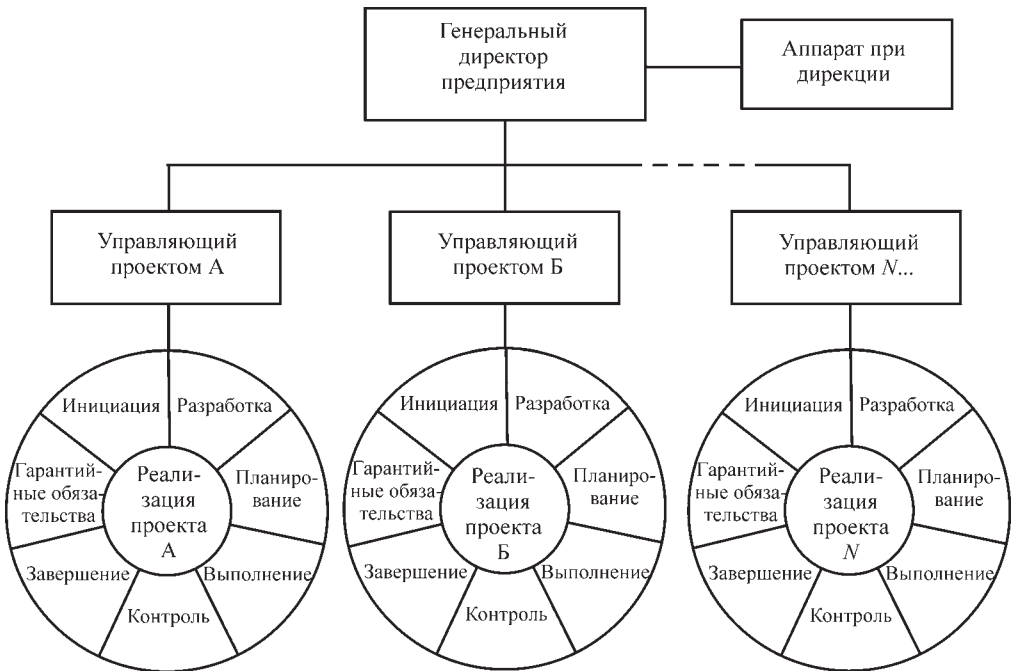 Генеральный
директор
предприятия
Аппарат при
дирекции
Управляющий
проектом А
Управляющий
проектом Б
Управляющий
проектом N...
Инициация
Разработка
Гарантий-
ные обяза-
тельства
Реали-
зация
проекта
А
Планиро-
вание
Завершение
Выполнение
Контроль
Инициация
Разработка
Гарантий-
ные обяза-
тельства
Реали-
зация
проекта
Б
Планиро-
вание
Завершение
Выполнение
Контроль
Инициация
Разработка
Гарантий-
ные обяза-
тельства
Реали-
зация
проекта
N
Планиро-
вание
Завершение
Выполнение
Контроль